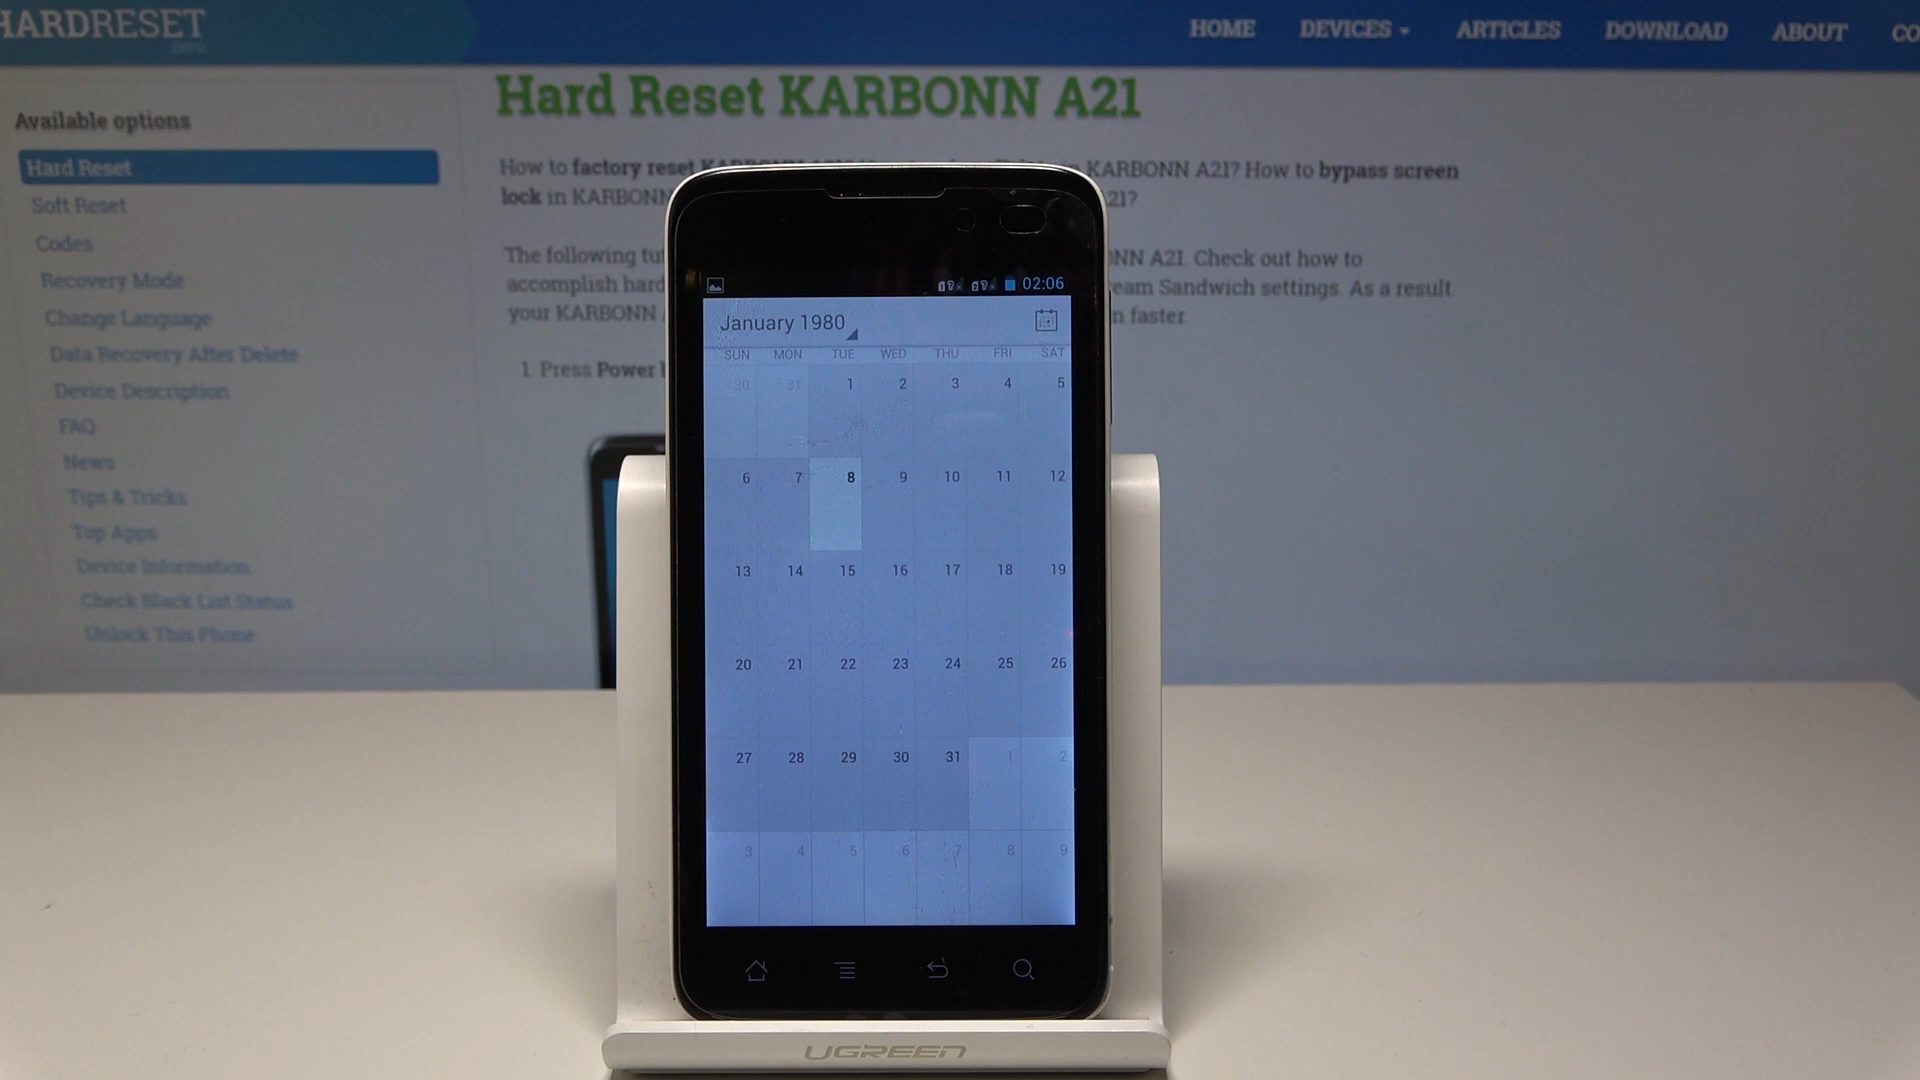 HARDRESET
.INFO
HOME DEVICES ARTICLES DOWNLOAD ABOUT CO
Hard Reset KARBONN A21
Available options
Hard Reset
Soft Reset
Codes
Recovery Mode
Change Language
Data Recovery After Delete
Device Description
FAQ
News
Tips & Tricks
Top Apps
Device Information
Check Black List Status
Unlock This Phone
How to factory reset KARBONN A21? How to bypass screen
lock in KARBONN 21?
The following tut NN A21. Check out how to
accomplish hard eam Sandwich settings. As a result
your KARBONN n faster.
1. Press Power
02:06
January 1980
SUN MON TUE WED THU FRI SAT
30 31 1 2 3 4 5
6 7 8 9 10 11 12
13 14 15 16 17 18 19
20 21 22 23 24 25 26
27 28 29 30 31 1 2
3 4 5 6 7 8 9
UGREEN